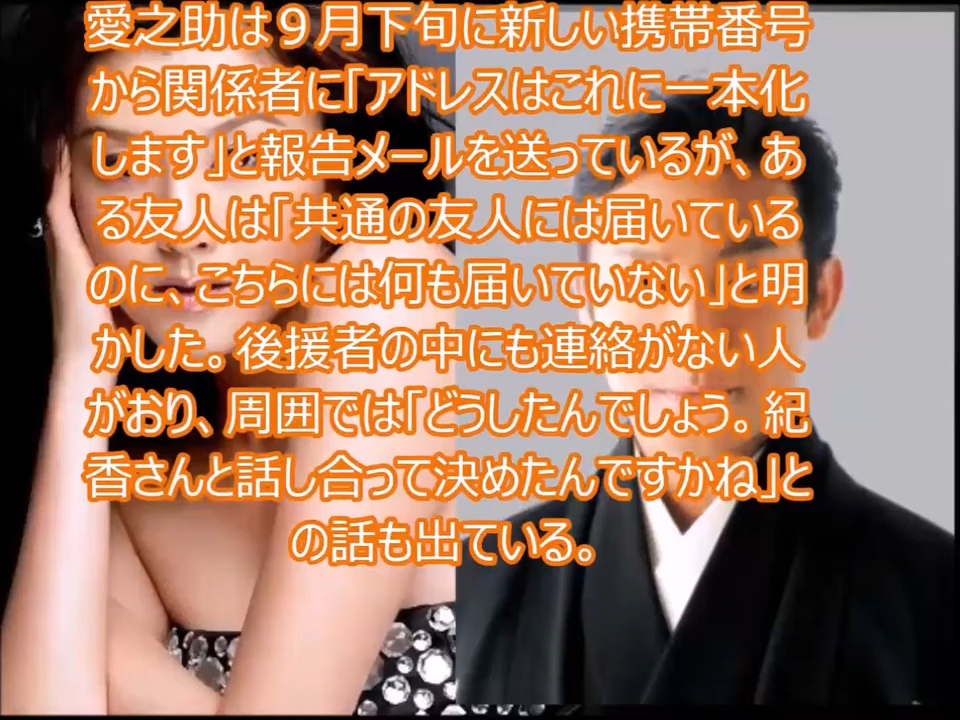 愛之助は９月下旬に新しい携帯番号
から関係者に「アドレスはこれに一本化
します」と報告メールを送っているが、あ
る友人は「共通の友人には届いている
のに、こちらには何も届いていない」と明
かした。後援者の中にも連絡がない人
がおり、周囲では「どうしたんでしょう。紀
香さんと話し合って決めたんですかね」と
の話も出ている。